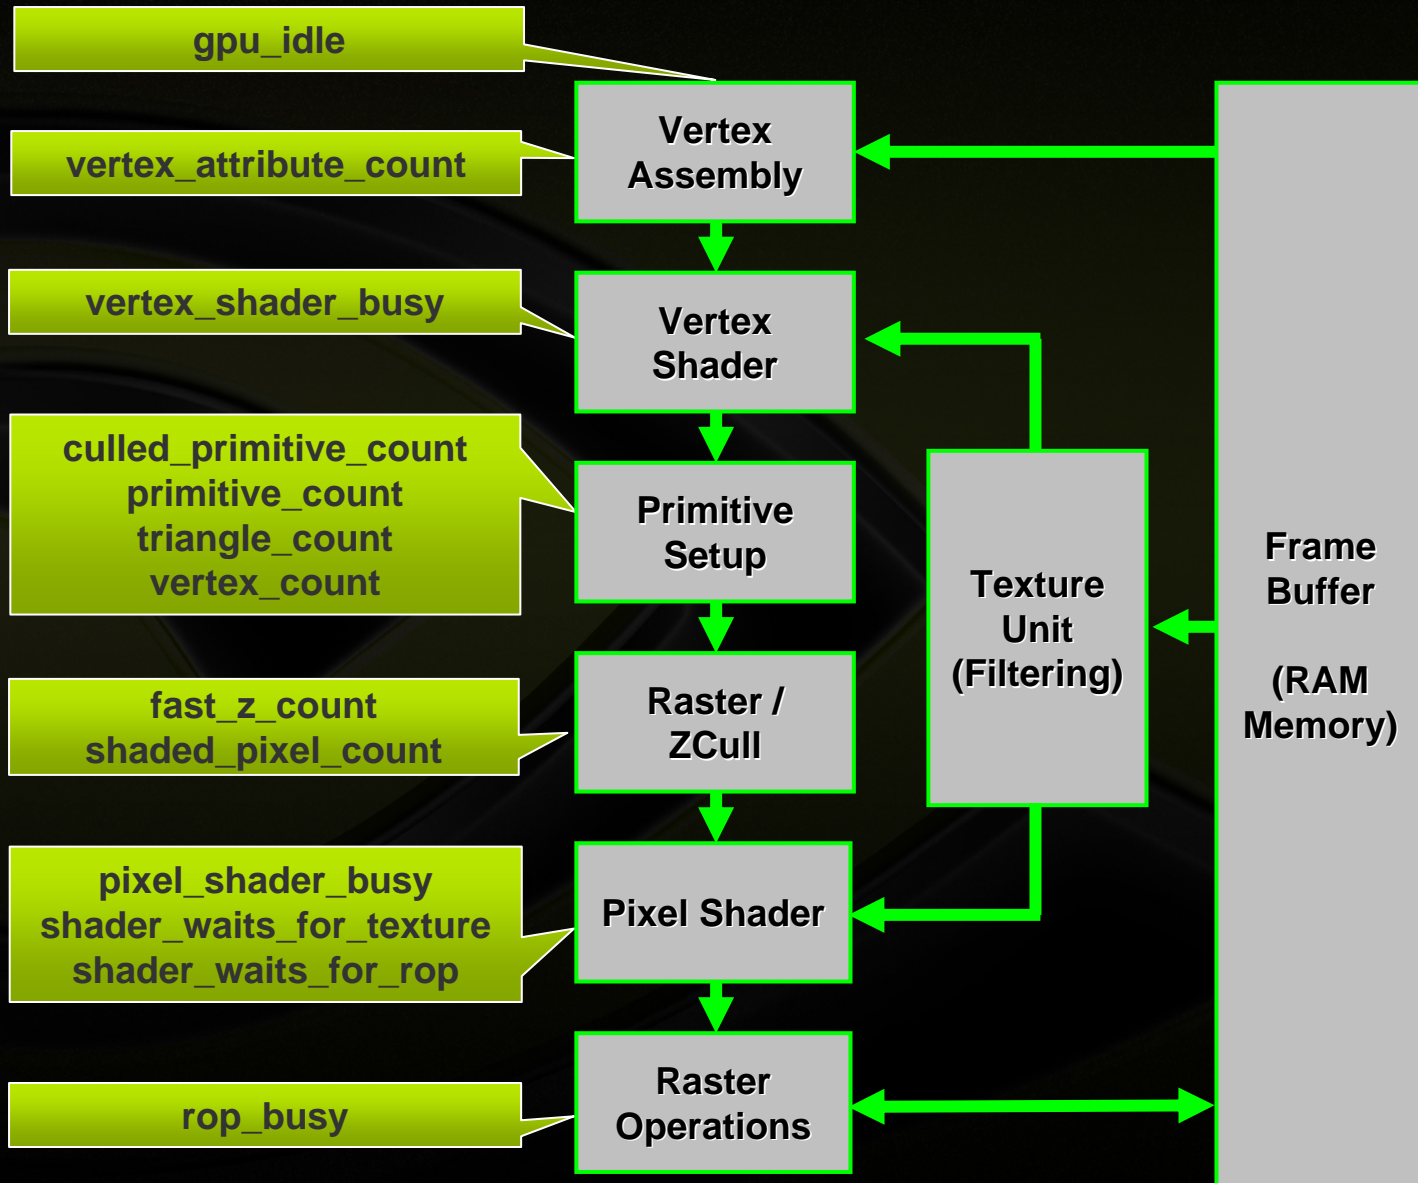 gpu_idle
vertex_attribute_count
vertex_shader_busy
culled_primitive_count
primitive_count
triangle_count
vertex_count
fast_z_count
shaded_pixel_count
pixel_shader_busy
shader_waits_for_texture
shader_waits_for_rop
rop_busy
Vertex
Assembly
Vertex
Shader
Primitive
Setup
Raster /
ZCull
Pixel Shader
Raster
Operations
Texture
Unit
(Filtering)
Frame
Buffer
(RAM
Memory)